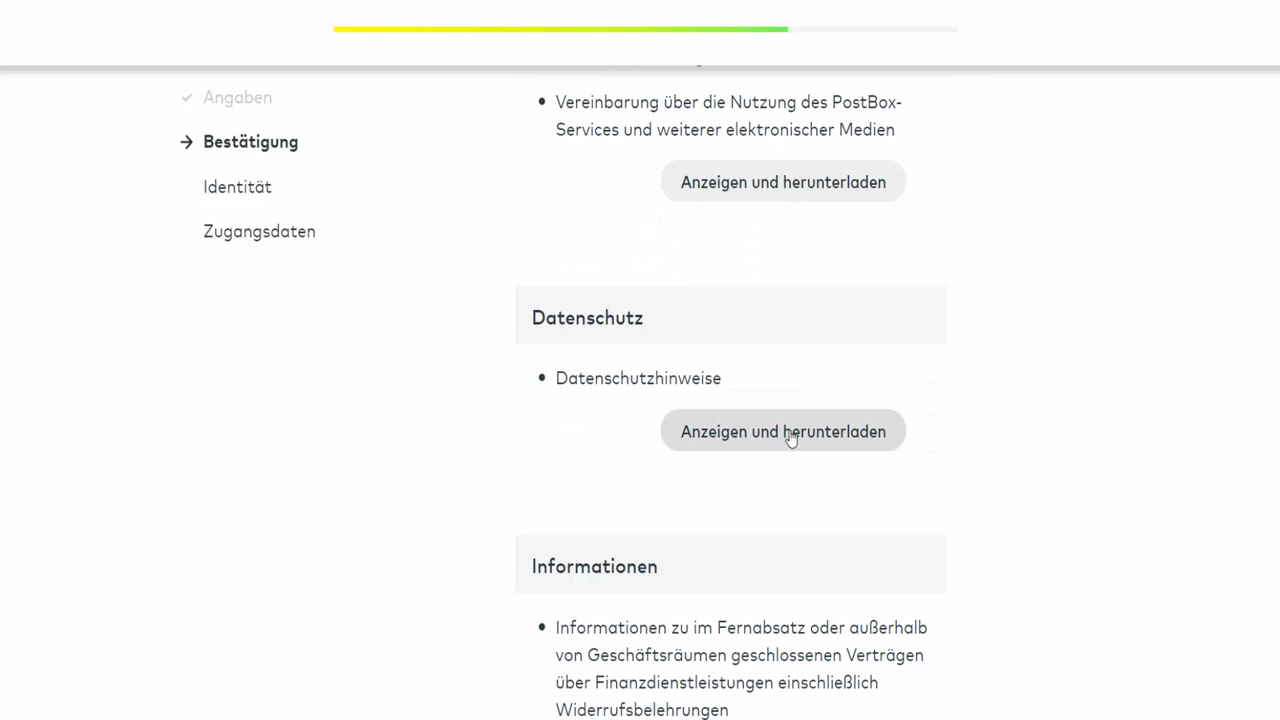 Angaben
Bestätigung
Identität
Zugangsdaten
Vereinbarung über die Nutzung des PostBox-
Services und weiterer elektronischer Medien
Anzeigen und herunterladen
Datenschutz
Datenschutzhinweise
Anzeigen und herunterladen
Informationen
Informationen zu im Fernabsatz oder außerhalb
von Geschäftsräumen geschlossenen Verträgen
über Finanzdienstleistungen einschließlich
Widerrufsbelehrungen